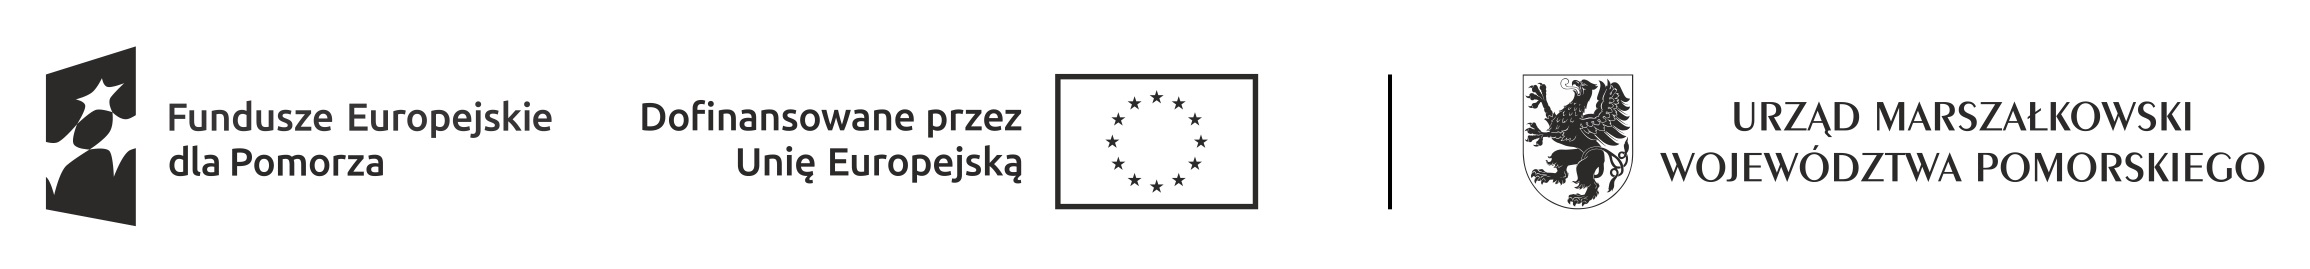 Fundusze Europejskie
dla Pomorza
Dofinansowane przez
Unię Europejską
URZĄD MARSZAŁKOWSKI
WOJEWÓDZTWA POMORSKIEGO